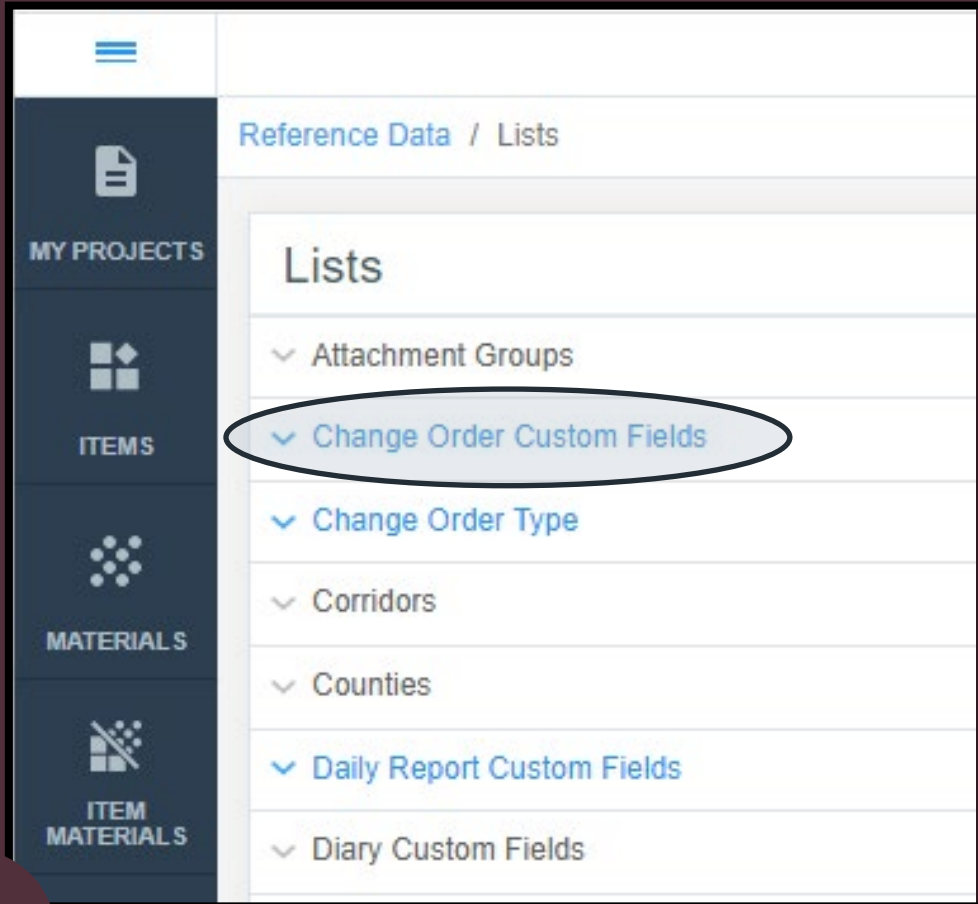 Reference Data / Lists
MY PROJECTS
ITEMS
MATERIALS
ITEM
MATERIALS
Lists
Attachment Groups
Change Order Custom Fields
Change Order Type
Corridors
Counties
Daily Report Custom Fields
Diary Custom Fields